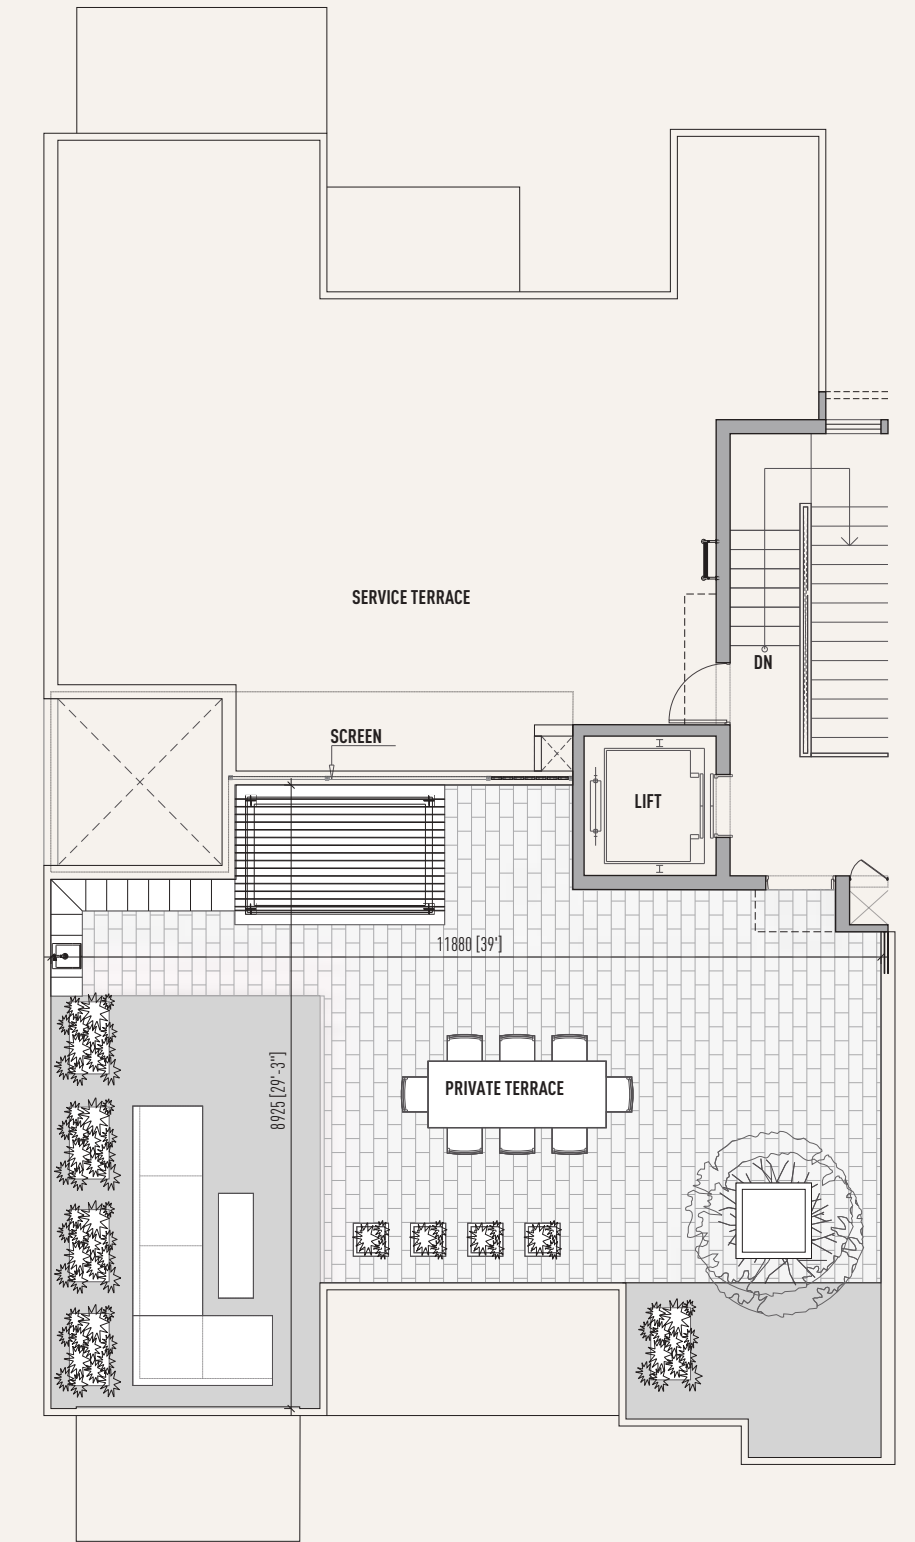 SERVICE TERRACE
DN
SCREEN
LIFT
11880 [39']
8925 [29'-3"]
PRIVATE TERRACE